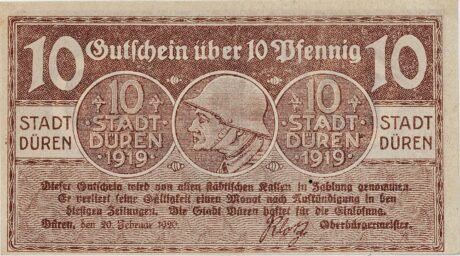 10 Gutschein über 10 Pfennig 10
STADT DÜREN
10
STADT
DÜREN
1919
10
STADT
DÜREN
1919
STADT DÜREN
Dieser Gutschein wird von allen städtischen Kassen in Zahlung genommen.
Er verliert seine Gültigkeit einen Monat nach Aufkündigung in den
hiesigen Zeitungen. Die Stadt Düren haftet für die Einlösung.
Düren, den 20. Februar 1920. Oberbürgermeister.